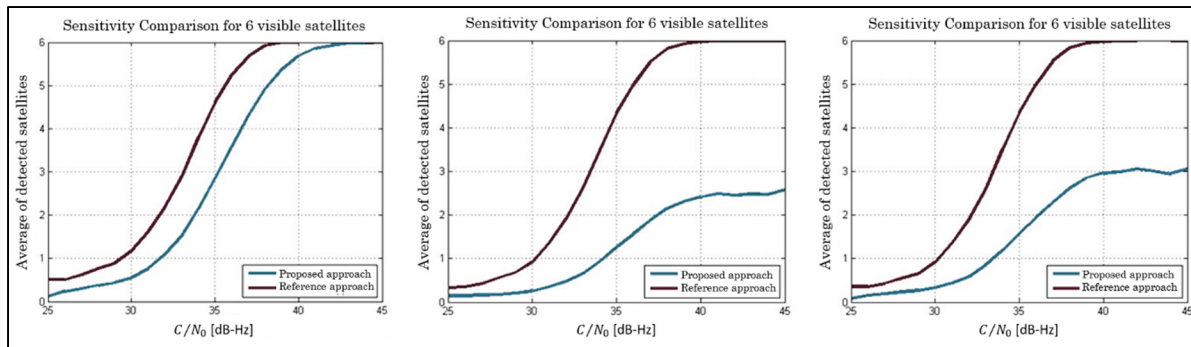 Sensitivity Comparison for 6 visible satellites
Average of detected satellites
6
5
4
3
2
1
0
25
30
35
40
45
C/N₀ [dB-Hz]
Proposed approach
Reference approach
Sensitivity Comparison for 6 visible satellites
Average of detected satellites
6
5
4
3
2
1
0
25
30
35
40
45
C/N₀ [dB-Hz]
Proposed approach
Reference approach
Sensitivity Comparison for 6 visible satellites
Average of detected satellites
6
5
4
3
2
1
0
25
30
35
40
45
C/N₀ [dB-Hz]
Proposed approach
Reference approach